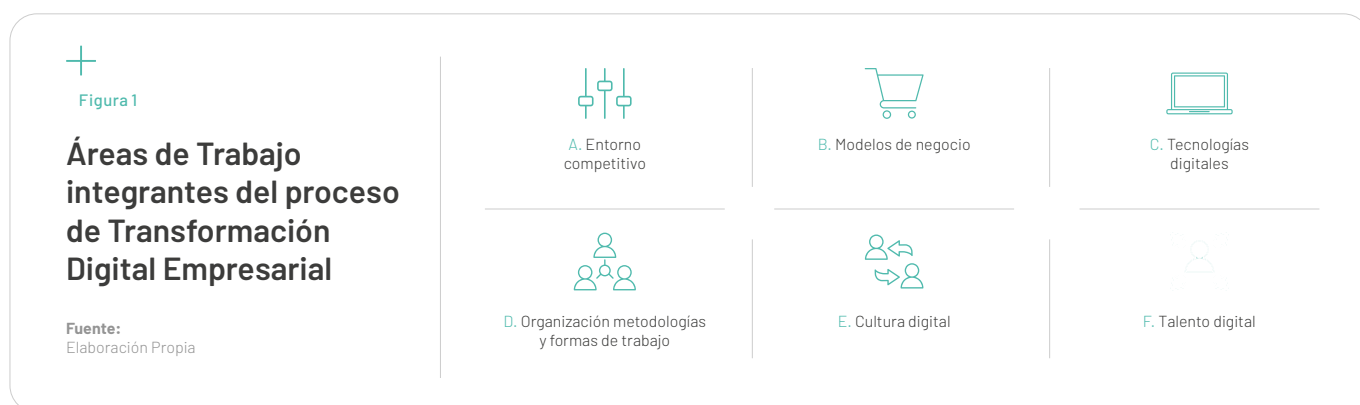 Figura 1
Áreas de Trabajo
integrantes del proceso
de Transformación
Digital Empresarial
Fuente:
Elaboración Propia
A. Entorno
competitivo
B. Modelos de negocio
C. Tecnologías
digitales
D. Organización metodologías
y formas de trabajo
E. Cultura digital
F. Talento digital